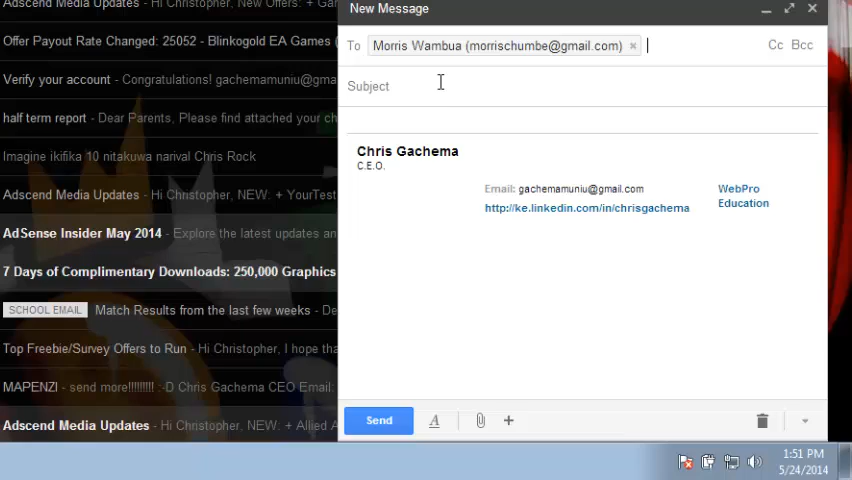 Adscend Media Updates - Hi Christopher, New Offers: + Gar
Offer Payout Rate Changed: 25052 - Blinkogold EA Games (
Verify your account - Congratulations! gachemamuniu@gma
half term report - Dear Parents, Please find attached your ch
Imagine ikifika 10 nitakuwa narival Chris Rock
Adscend Media Updates - Hi Christopher, NEW: + YourTest
AdSense Insider May 2014 - Explore the latest updates an
7 Days of Complimentary Downloads: 250,000 Graphics
SCHOOL EMAIL Match Results from the last few weeks - De
Top Freebie/Survey Offers to Run - Hi Christopher, I hope tha
MAPENZI - send more!!!!!!!!! :-D Chris Gachema CEO Email:
Adscend Media Updates - Hi Christopher, NEW: + Allied A
New Message
To Morris Wambua (morrischumbe@gmail.com) × Cc Bcc
Subject
Chris Gachema
C.E.O.
Email: gachemamuniu@gmail.com
http://ke.linkedin.com/in/chrisgachema
WebPro
Education
Send A
1:51 PM
5/24/2014